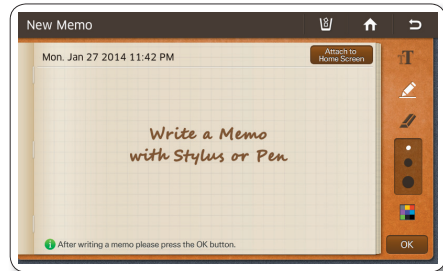 New Memo
Mon. Jan 27 2014 11:42 PM
Attach to
Home Screen
T
Write a Memo
with Stylus or Pen
After writing a memo please press the OK button.
OK